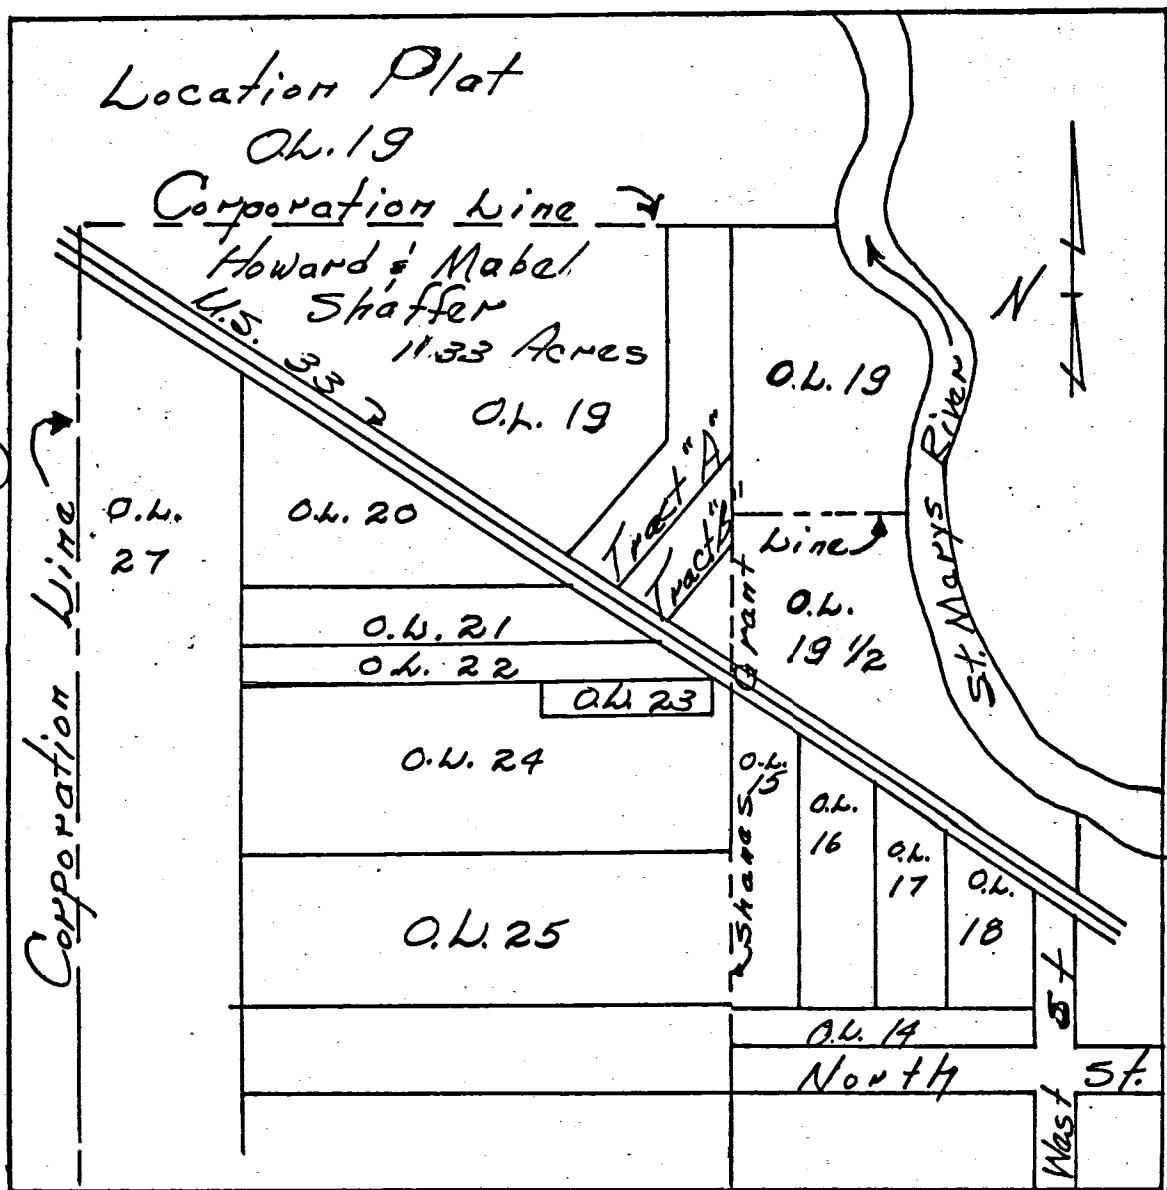 Location Plat
O.L. 19
Corporation Line
Howard & Mabel
Shaffer
11.33 Acres
U.S. 33
O.L. 19
O.L. 19
N
St. Marys River
Tract "A"
Tract "B"
Line
Corporation Line
O.L.
27
O.L. 20
O.L. 21
O.L. 22
O.L. 23
O.L. 24
O.L. 25
O.L.
19 1/2
Shanes Grant
O.L.
15
O.L.
16
O.L.
17
O.L.
18
O.L. 14
North St.
West St